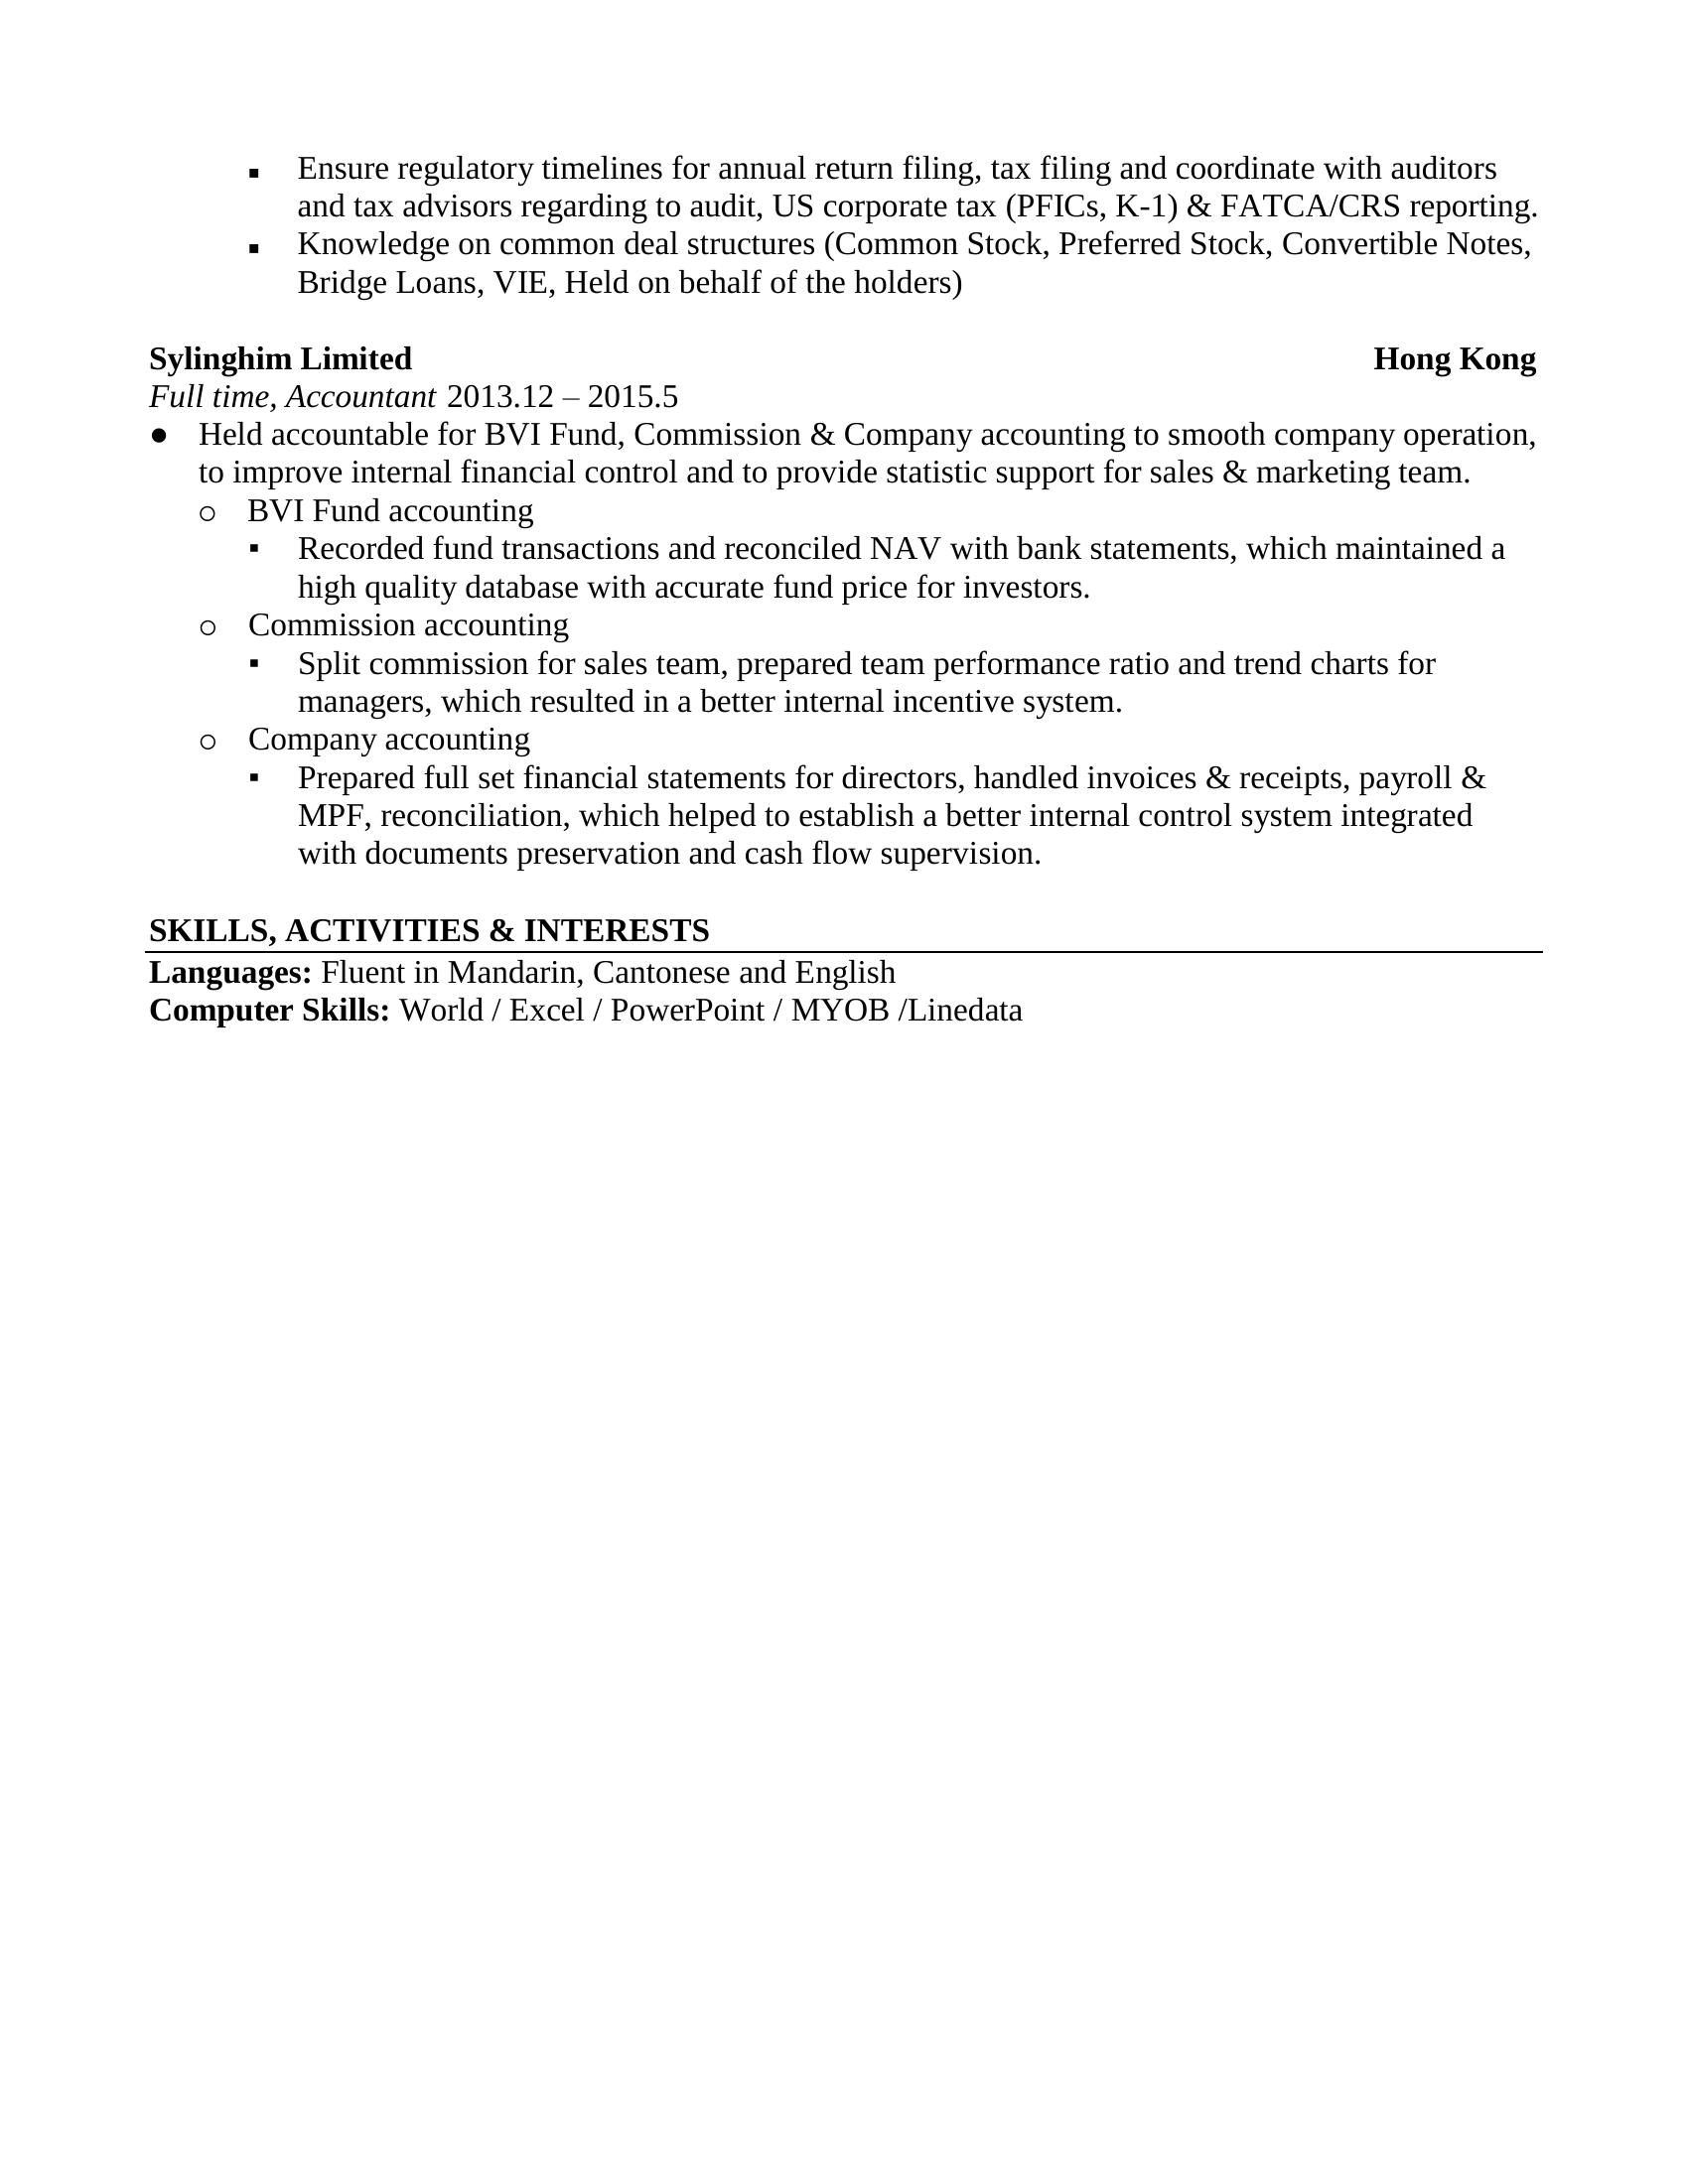 ▪ Ensure regulatory timelines for annual return filing, tax filing and coordinate with auditors
and tax advisors regarding to audit, US corporate tax (PFICs, K-1) & FATCA/CRS reporting.
▪ Knowledge on common deal structures (Common Stock, Preferred Stock, Convertible Notes,
Bridge Loans, VIE, Held on behalf of the holders)
Sylinghim Limited Hong Kong
Full time, Accountant 2013.12 – 2015.5
● Held accountable for BVI Fund, Commission & Company accounting to smooth company operation,
to improve internal financial control and to provide statistic support for sales & marketing team.
○ BVI Fund accounting
▪ Recorded fund transactions and reconciled NAV with bank statements, which maintained a
high quality database with accurate fund price for investors.
○ Commission accounting
▪ Split commission for sales team, prepared team performance ratio and trend charts for
managers, which resulted in a better internal incentive system.
○ Company accounting
▪ Prepared full set financial statements for directors, handled invoices & receipts, payroll &
MPF, reconciliation, which helped to establish a better internal control system integrated
with documents preservation and cash flow supervision.
SKILLS, ACTIVITIES & INTERESTS
Languages: Fluent in Mandarin, Cantonese and English
Computer Skills: World / Excel / PowerPoint / MYOB /Linedata